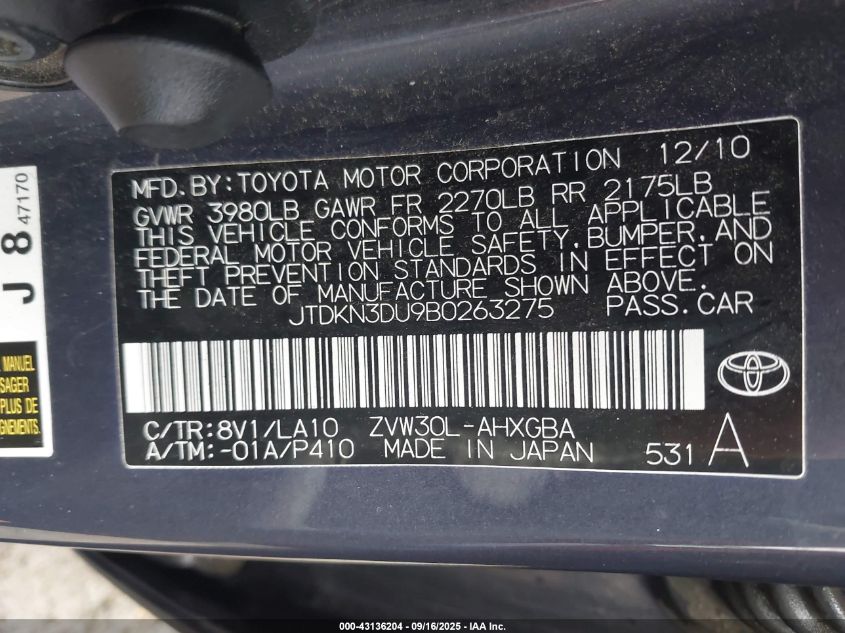 MFD. BY: TOYOTA MOTOR CORPORATION 12/10
GVWR 3980LB GAWR FR 2270LB RR 2175LB
THIS VEHICLE CONFORMS TO ALL APPLICABLE
FEDERAL MOTOR VEHICLE SAFETY, BUMPER, AND
THEFT PREVENTION STANDARDS IN EFFECT ON
THE DATE OF MANUFACTURE SHOWN ABOVE.
JTDKN3DU9B0263275 PASS. CAR
C/TR: 8V1/LA10 ZVW30L-AHXGBA
A/TM: -01A/P410 MADE IN JAPAN 531 A
J 8 47170
MANUEL
SAGER
PLUS DE
GNEMENTS.
000-43136204 - 09/16/2025 - IAA Inc.